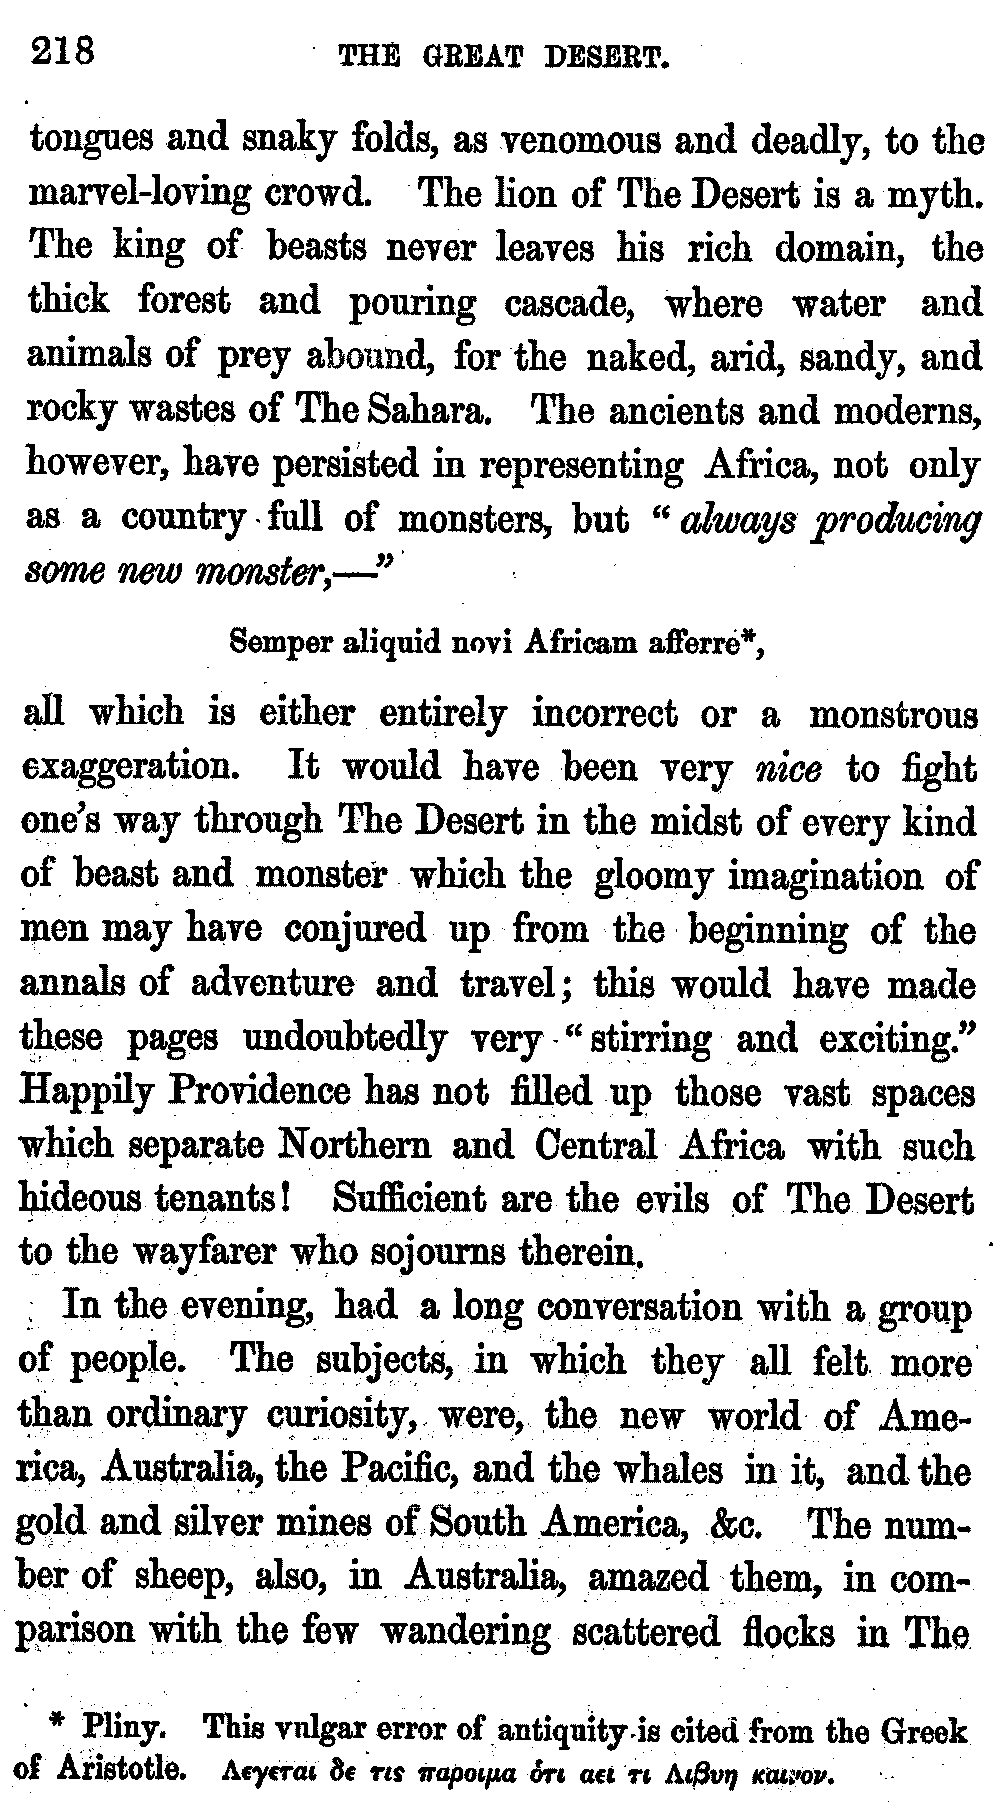 218 THE GREAT DESERT.
tongues and snaky folds, as venomous and deadly, to the
marvel-loving crowd. The lion of The Desert is a myth.
The king of beasts never leaves his rich domain, the
thick forest and pouring cascade, where water and
animals of prey abound, for the naked, arid, sandy, and
rocky wastes of The Sahara. The ancients and moderns,
however, have persisted in representing Africa, not only
as a country full of monsters, but “always producing
some new monster,—”
Semper aliquid novi Africam afferre*,
all which is either entirely incorrect or a monstrous
exaggeration. It would have been very nice to fight
one’s way through The Desert in the midst of every kind
of beast and monster which the gloomy imagination of
men may have conjured up from the beginning of the
annals of adventure and travel; this would have made
these pages undoubtedly very “stirring and exciting.”
Happily Providence has not filled up those vast spaces
which separate Northern and Central Africa with such
hideous tenants! Sufficient are the evils of The Desert
to the wayfarer who sojourns therein.
In the evening, had a long conversation with a group
of people. The subjects, in which they all felt more
than ordinary curiosity, were, the new world of Ame-
rica, Australia, the Pacific, and the whales in it, and the
gold and silver mines of South America, &c. The num-
ber of sheep, also, in Australia, amazed them, in com-
parison with the few wandering scattered flocks in The
* Pliny. This vulgar error of antiquity is cited from the Greek
of Aristotle. Λεγεται δε τις παροιμα ὁτι αει τι Λιβυη καινον.